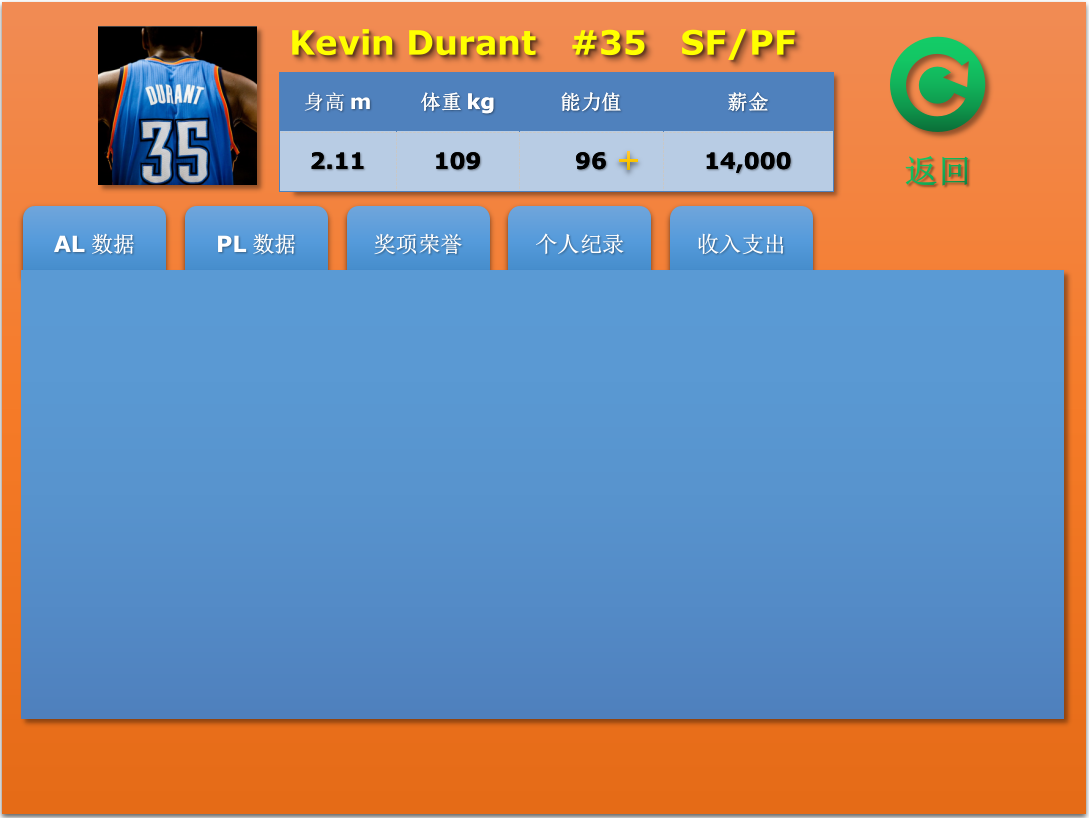 Kevin Durant #35 SF/PF
DURANT
35
身高 m 体重 kg 能力值 薪金
2.11 109 96 + 14,000
返回
AL 数据 PL 数据 奖项荣誉 个人纪录 收入支出